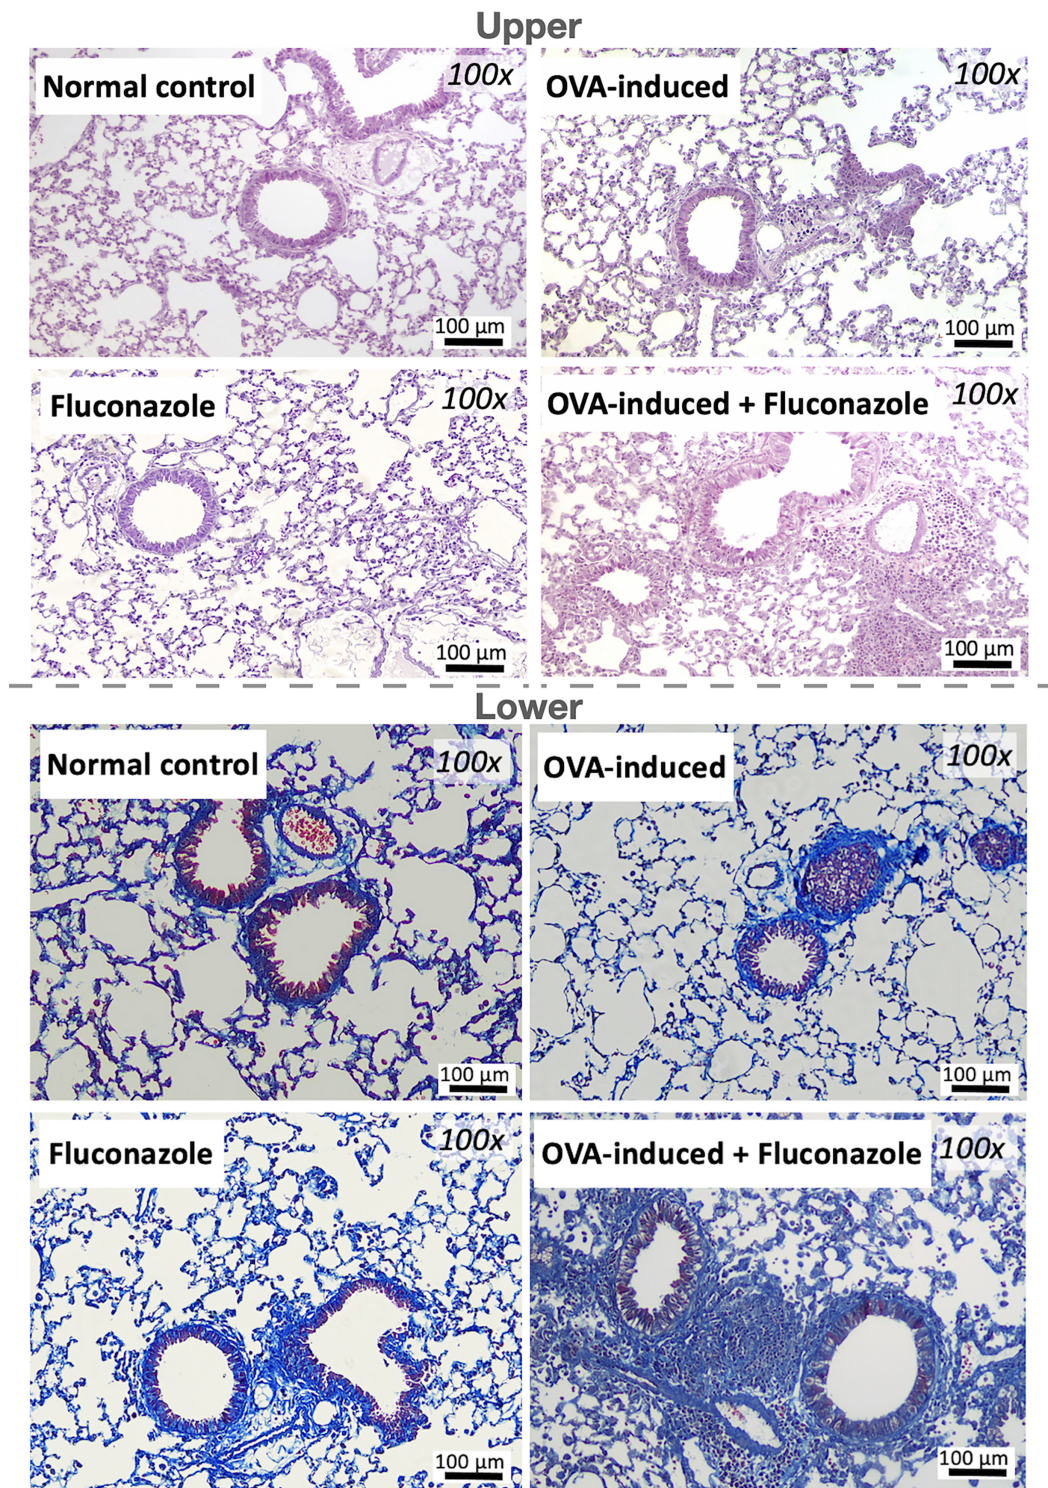 Upper
Normal control
100x
100 µm
OVA-induced
100x
100 µm
Fluconazole
100x
100 µm
OVA-induced + Fluconazole
100x
100 µm
Lower
Normal control
100x
100 µm
OVA-induced
100x
100 µm
Fluconazole
100x
100 µm
OVA-induced + Fluconazole
100x
100 µm